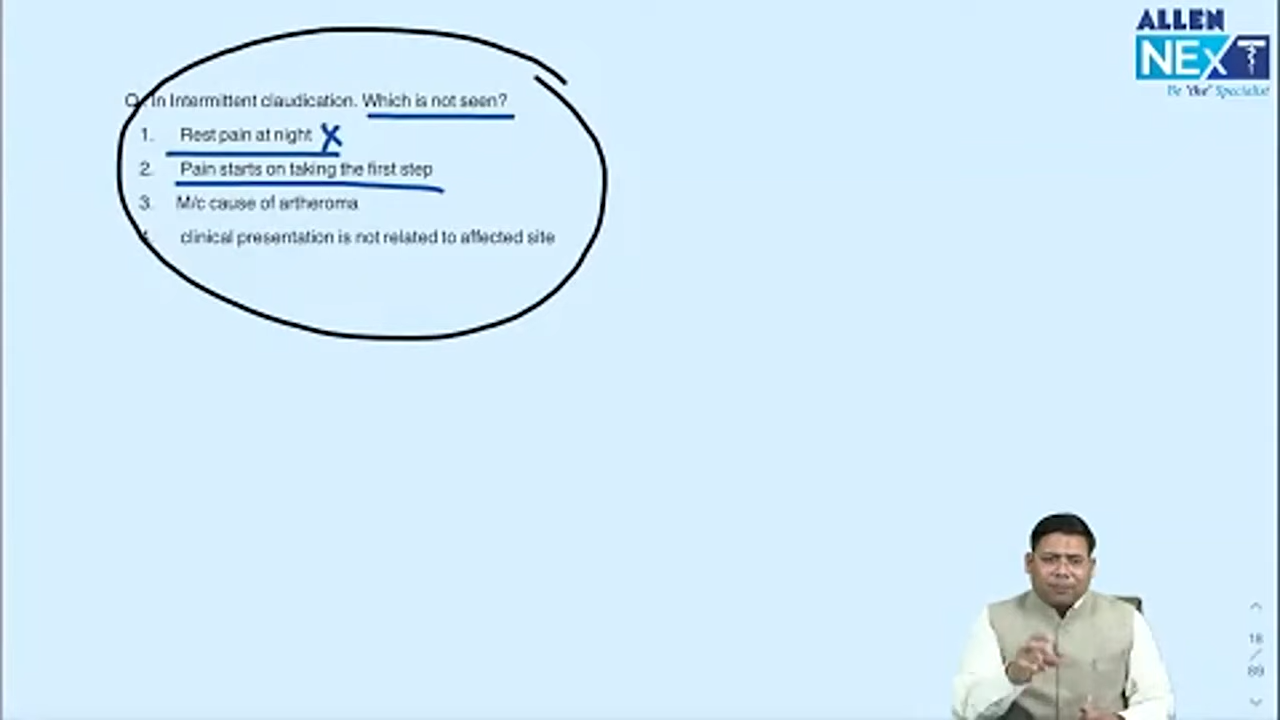 ALLEN
NEXT
Be "the" Specialist
Q. In Intermittent claudication. Which is not seen?
1. Rest pain at night X
2. Pain starts on taking the first step
3. M/c cause of artheroma
4. clinical presentation is not related to affected site
18
/
89